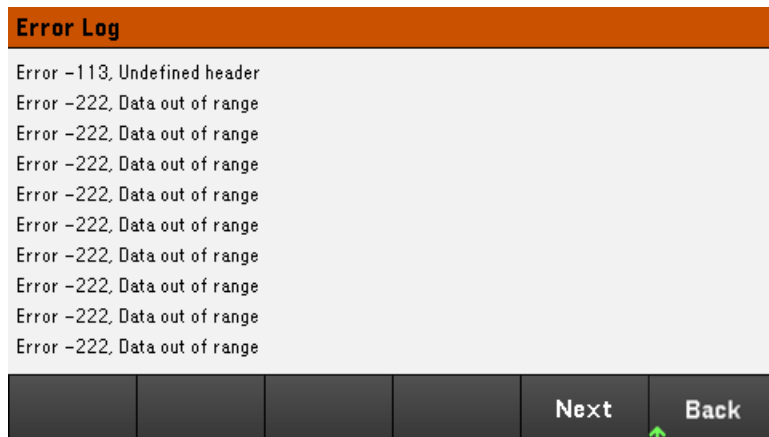 Error Log
Error -113, Undefined header
Error -222, Data out of range
Error -222, Data out of range
Error -222, Data out of range
Error -222, Data out of range
Error -222, Data out of range
Error -222, Data out of range
Error -222, Data out of range
Error -222, Data out of range
Error -222, Data out of range
Next Back